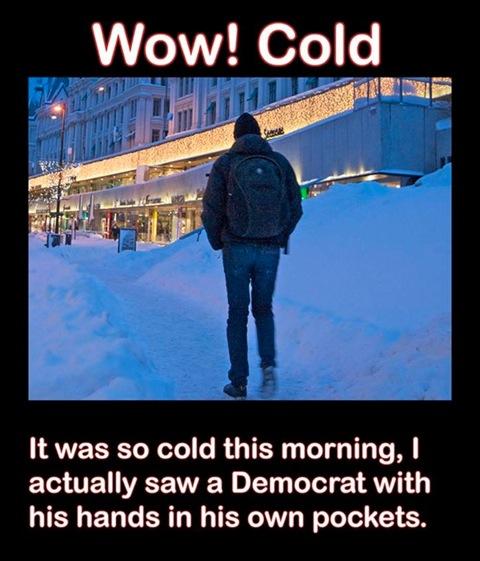 Wow! Cold
It was so cold this morning, I
actually saw a Democrat with
his hands in his own pockets.